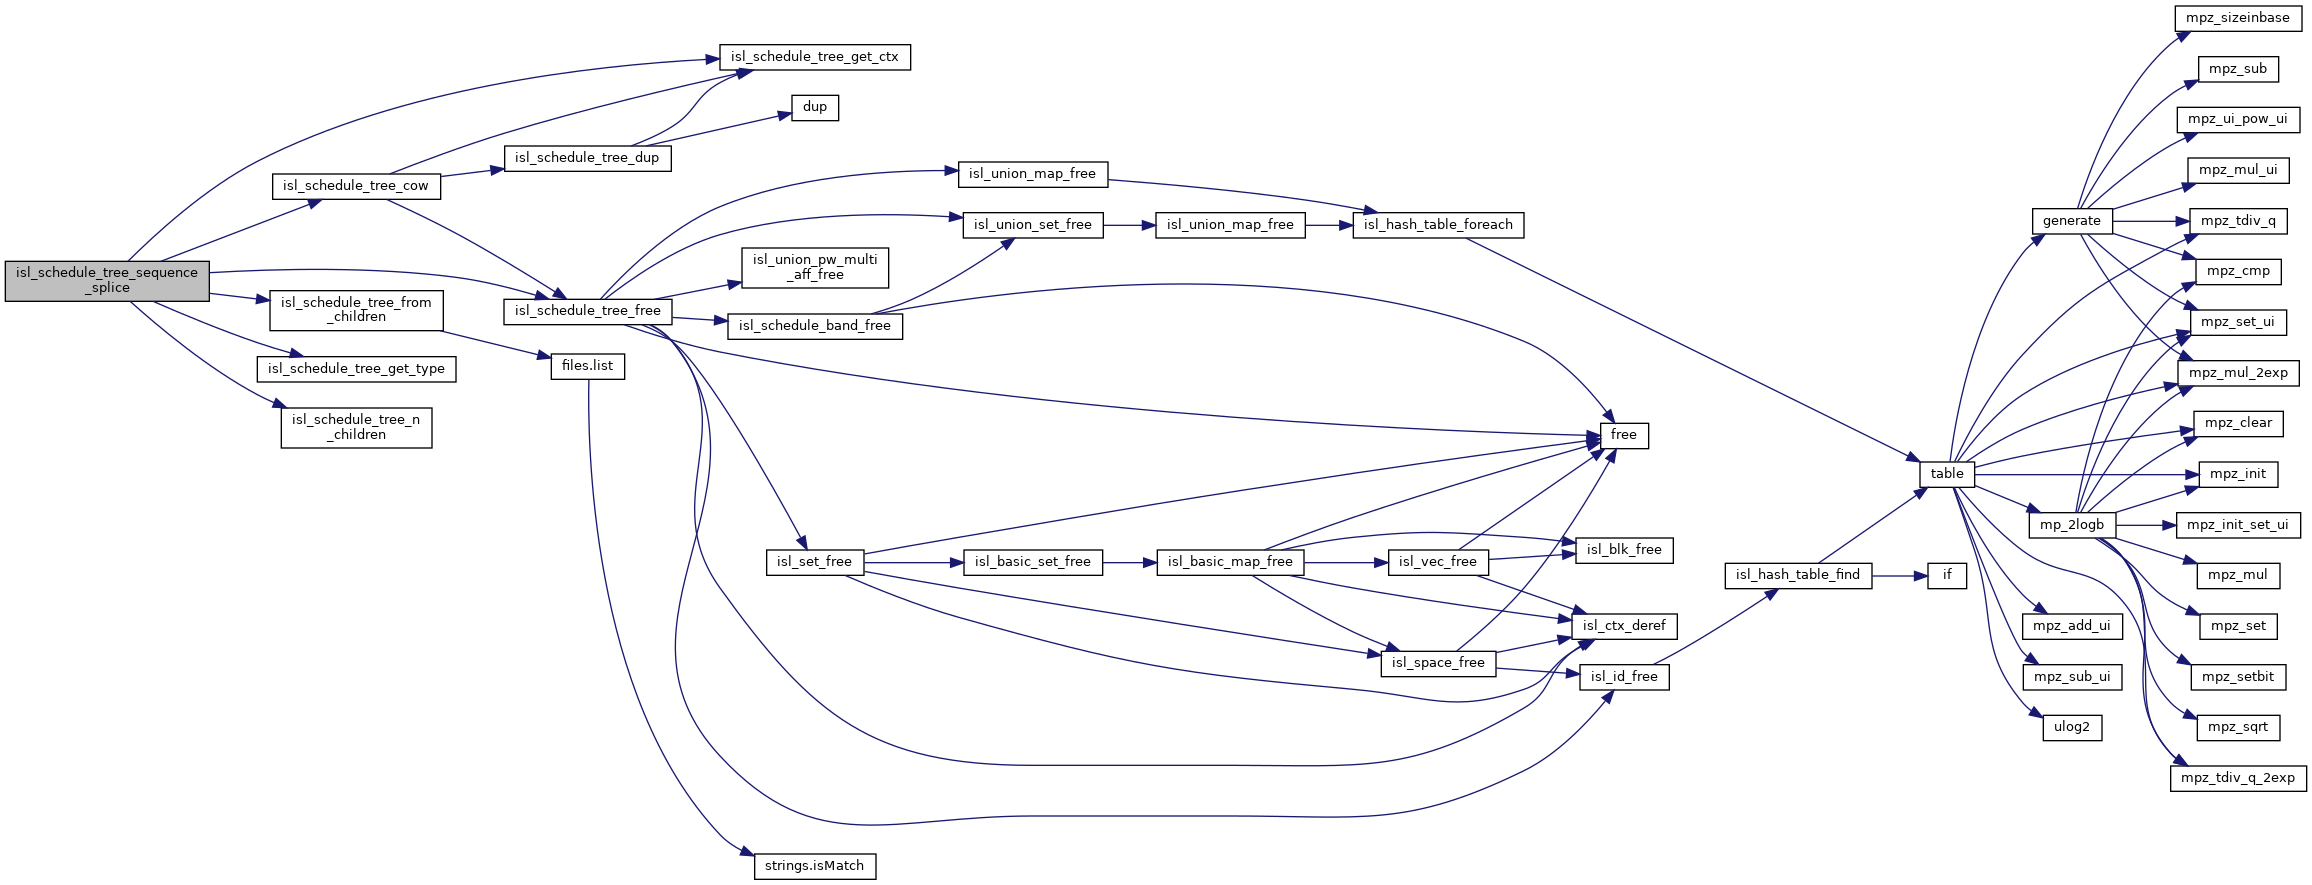 isl_schedule_tree_sequence
_splice
isl_schedule_tree_get_ctx
isl_schedule_tree_cow
isl_schedule_tree_dup
dup
isl_schedule_tree_free
isl_schedule_tree_from
_children
files.list
isl_schedule_tree_get_type
isl_schedule_tree_n
_children
isl_union_map_free
isl_union_set_free
isl_union_map_free
isl_hash_table_foreach
isl_union_pw_multi
_aff_free
isl_schedule_band_free
free
isl_set_free
isl_basic_set_free
isl_basic_map_free
isl_vec_free
isl_blk_free
isl_ctx_deref
isl_space_free
isl_id_free
isl_hash_table_find
if
strings.isMatch
table
generate
mp_2logb
mpz_add_ui
mpz_sub_ui
ulog2
mpz_sizeinbase
mpz_sub
mpz_ui_pow_ui
mpz_mul_ui
mpz_tdiv_q
mpz_cmp
mpz_set_ui
mpz_mul_2exp
mpz_clear
mpz_init
mpz_init_set_ui
mpz_mul
mpz_set
mpz_setbit
mpz_sqrt
mpz_tdiv_q_2exp